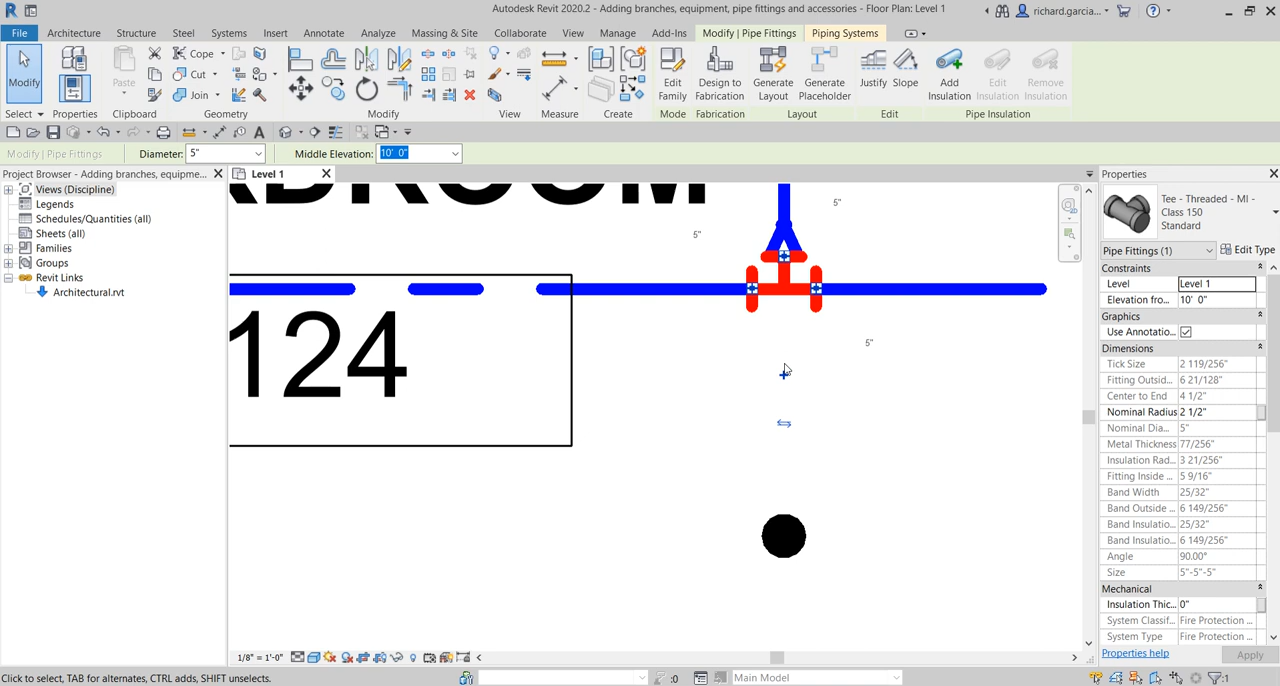 Autodesk Revit 2020.2 - Adding branches, equipment, pipe fittings and accessories - Floor Plan: Level 1
richard.garcia...
File Architecture Structure Steel Systems Insert Annotate Analyze Massing & Site Collaborate View Manage Add-Ins Modify | Pipe Fittings Piping Systems
Cope
Cut
Join
Modify
Paste
Edit Family
Design to Fabrication
Generate Layout
Generate Placeholder
Justify
Slope
Add Insulation
Edit Insulation
Remove Insulation
Select Properties Clipboard Geometry Modify View Measure Create Mode Fabrication Layout Edit Pipe Insulation
Modify | Pipe Fittings Diameter: 5" Middle Elevation: 10' 0"
Project Browser - Adding branches, equipme...
Views (Discipline)
Legends
Schedules/Quantities (all)
Sheets (all)
Families
Groups
Revit Links
Architectural.rvt
Level 1
5"
5"
5"
124
Properties
Tee - Threaded - MI -
Class 150
Standard
Pipe Fittings (1) Edit Type
Constraints
Level Level 1
Elevation fro... 10' 0"
Graphics
Use Annotatio...
Dimensions
Tick Size 2 119/256"
Fitting Outsid... 6 21/128"
Center to End 4 1/2"
Nominal Radius 2 1/2"
Nominal Dia... 5"
Metal Thickness 77/256"
Insulation Rad... 3 21/256"
Fitting Inside ... 5 9/16"
Band Width 25/32"
Band Outside ... 6 149/256"
Band Insulatio... 25/32"
Band Insulatio... 6 149/256"
Angle 90.00°
Size 5"-5"-5"
Mechanical
Insulation Thic... 0"
System Classif... Fire Protection ...
System Type Fire Protection ...
Properties help Apply
1/8" = 1'-0"
Click to select, TAB for alternates, CTRL adds, SHIFT unselects. :0 Main Model :1